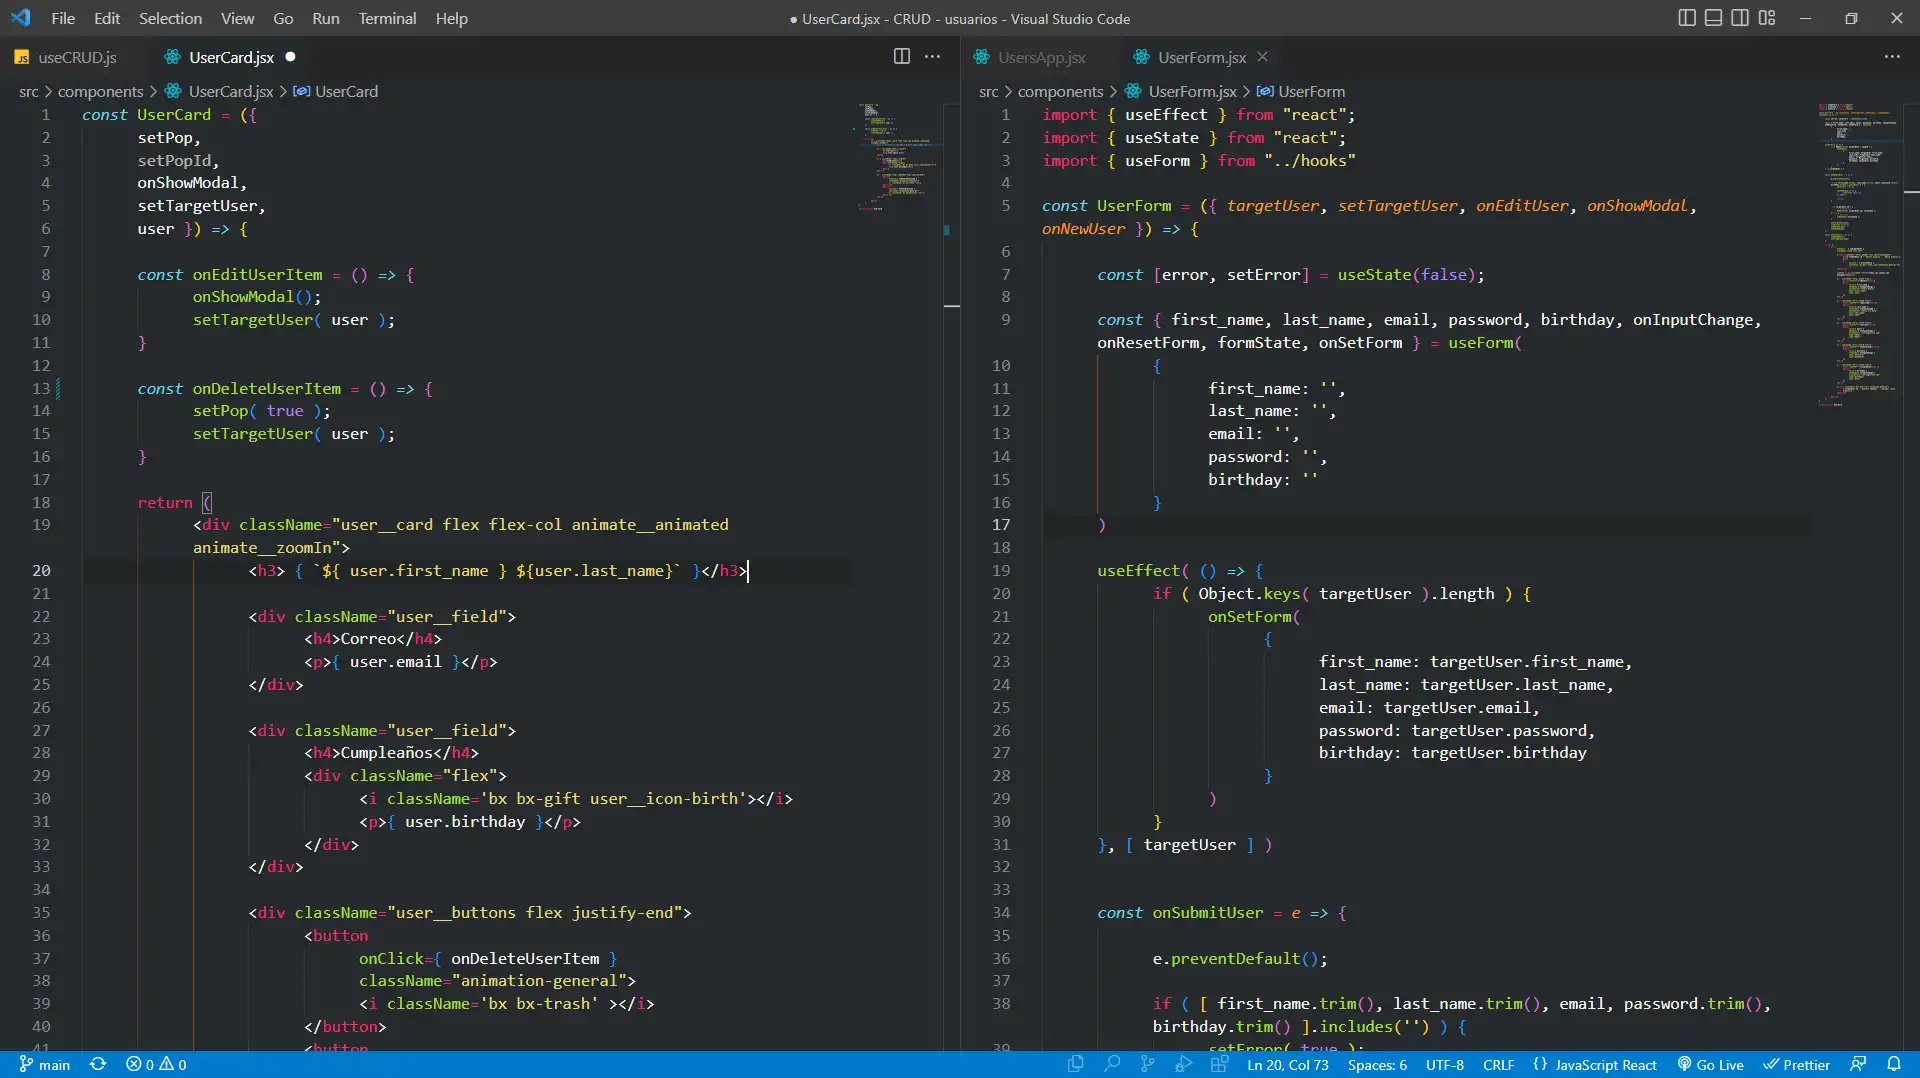 File Edit Selection View Go Run Terminal Help
● UserCard.jsx - CRUD - usuarios - Visual Studio Code
JS useCRUD.js
UserCard.jsx ●
src > components > UserCard.jsx > UserCard
1 const UserCard = ({
2 setPop,
3 setPopId,
4 onShowModal,
5 setTargetUser,
6 user }) => {
7
8 const onEditUserItem = () => {
9 onShowModal();
10 setTargetUser( user );
11 }
12
13 const onDeleteUserItem = () => {
14 setPop( true );
15 setTargetUser( user );
16 }
17
18 return (
19 <div className="user__card flex flex-col animate__animated
animate__zoomIn">
20 <h3> { `${ user.first_name } ${user.last_name}` }</h3>
21
22 <div className="user__field">
23 <h4>Correo</h4>
24 <p>{ user.email }</p>
25 </div>
26
27 <div className="user__field">
28 <h4>Cumpleaños</h4>
29 <div className="flex">
30 <i className='bx bx-gift user__icon-birth'></i>
31 <p>{ user.birthday }</p>
32 </div>
33 </div>
34
35 <div className="user__buttons flex justify-end">
36 <button
37 onClick={ onDeleteUserItem }
38 className="animation-general">
39 <i className='bx bx-trash' ></i>
40 </button>
41 <button
UsersApp.jsx
UserForm.jsx
src > components > UserForm.jsx > UserForm
1 import { useEffect } from "react";
2 import { useState } from "react";
3 import { useForm } from "../hooks"
4
5 const UserForm = ({ targetUser, setTargetUser, onEditUser, onShowModal,
onNewUser }) => {
6
7 const [error, setError] = useState(false);
8
9 const { first_name, last_name, email, password, birthday, onInputChange,
onResetForm, formState, onSetForm } = useForm(
10 {
11 first_name: '',
12 last_name: '',
13 email: '',
14 password: '',
15 birthday: ''
16 }
17 )
18
19 useEffect( () => {
20 if ( Object.keys( targetUser ).length ) {
21 onSetForm(
22 {
23 first_name: targetUser.first_name,
24 last_name: targetUser.last_name,
25 email: targetUser.email,
26 password: targetUser.password,
27 birthday: targetUser.birthday
28 }
29 )
30 }
31 }, [ targetUser ] )
32
33
34 const onSubmitUser = e => {
35
36 e.preventDefault();
37
38 if ( [ first_name.trim(), last_name.trim(), email, password.trim(),
birthday.trim() ].includes('') ) {
39 setError( true );
main 0 0 Ln 20, Col 73 Spaces: 6 UTF-8 CRLF {} JavaScript React Go Live Prettier